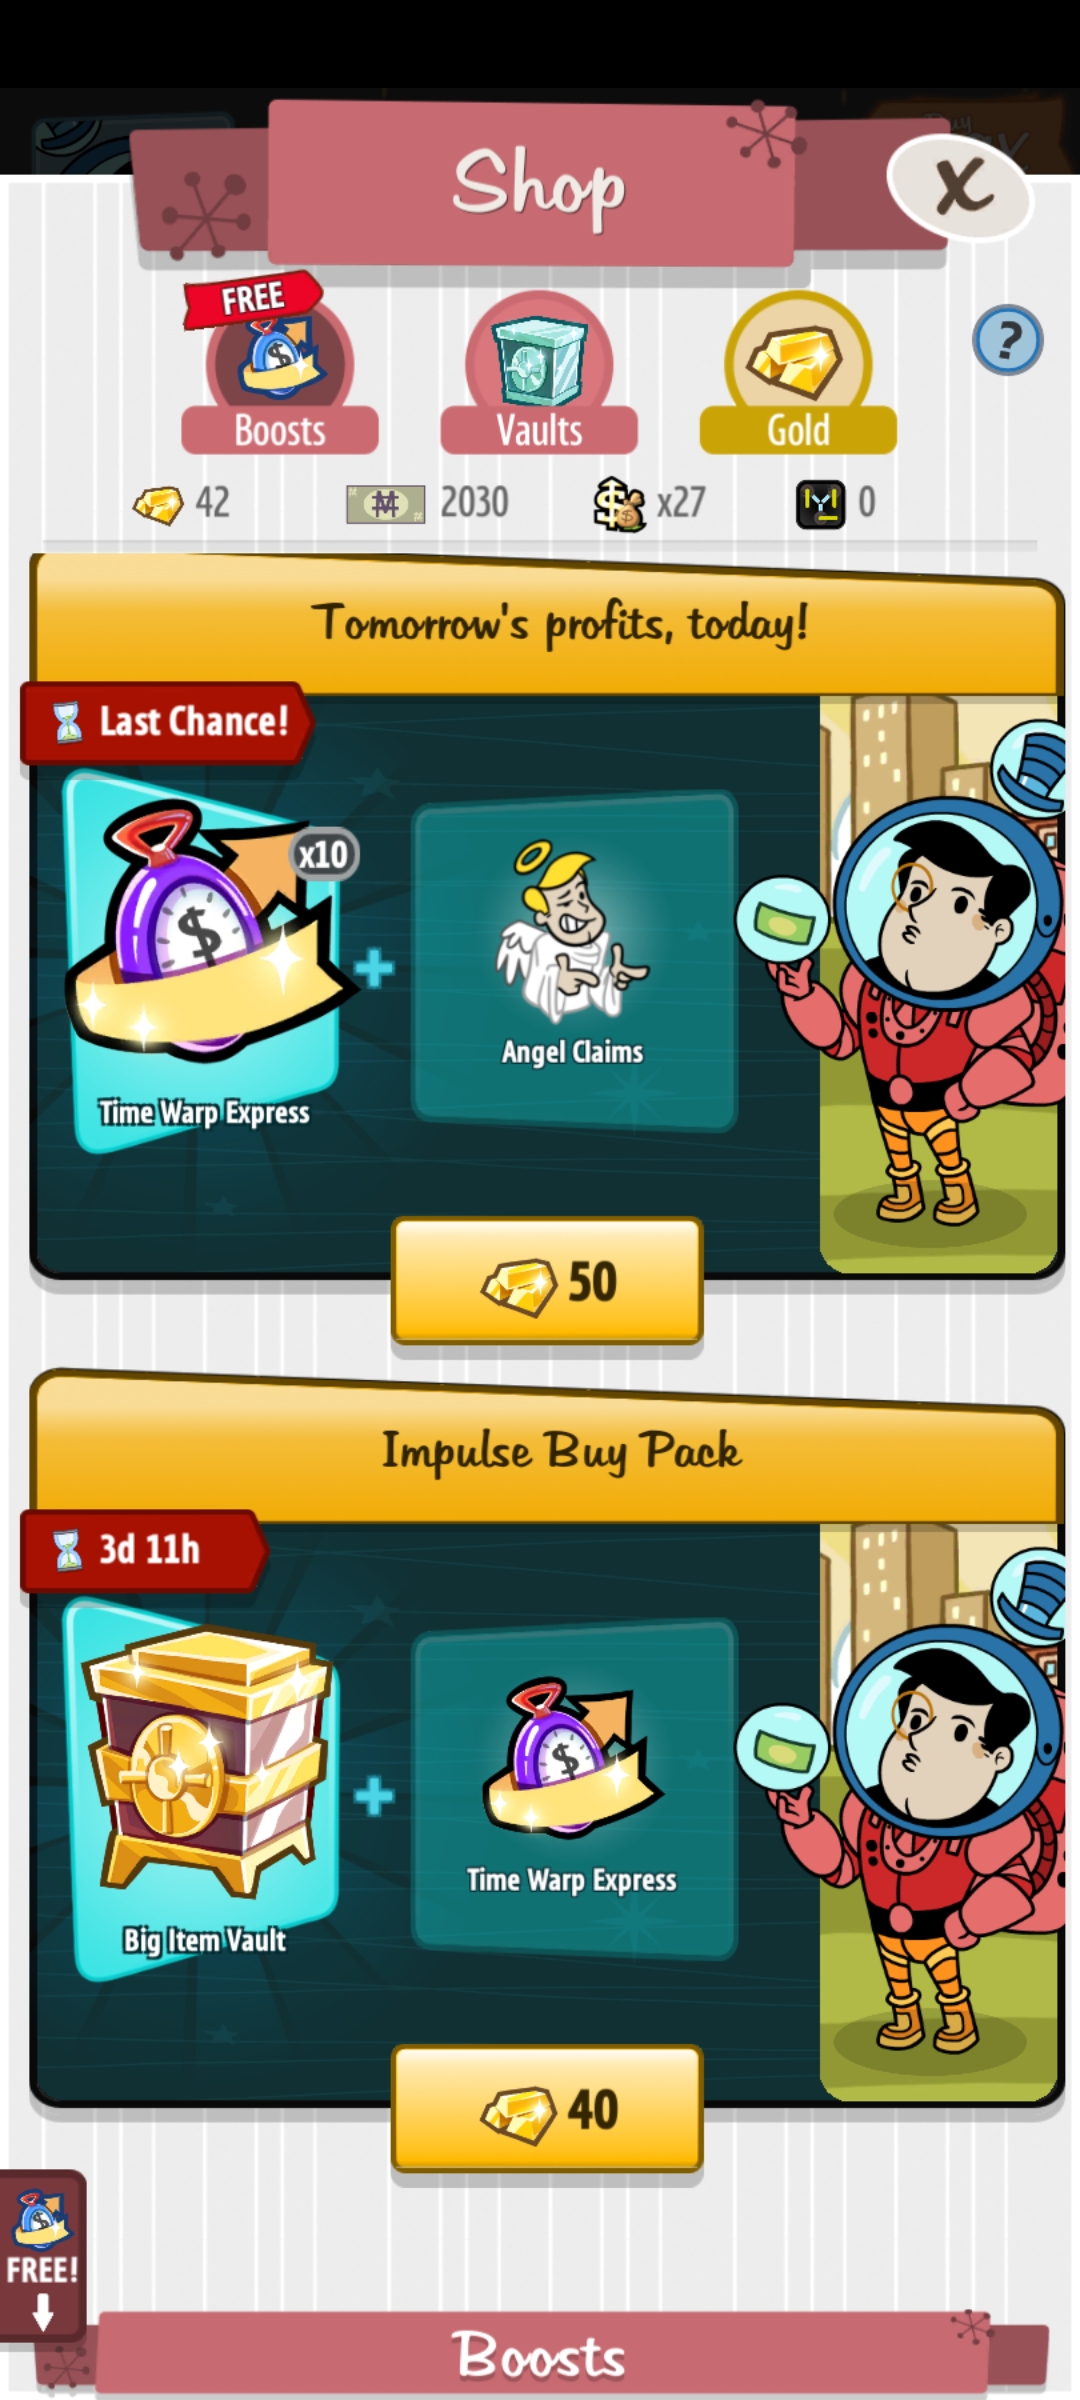 Shop
X
FREE
?
Boosts
Vaults
Gold
42
2030
x27
0
Tomorrow's profits, today!
Last Chance!
x10
$
+
Angel Claims
Time Warp Express
50
Impulse Buy Pack
3d 11h
$
+
Time Warp Express
Big Item Vault
40
FREE!
Boosts